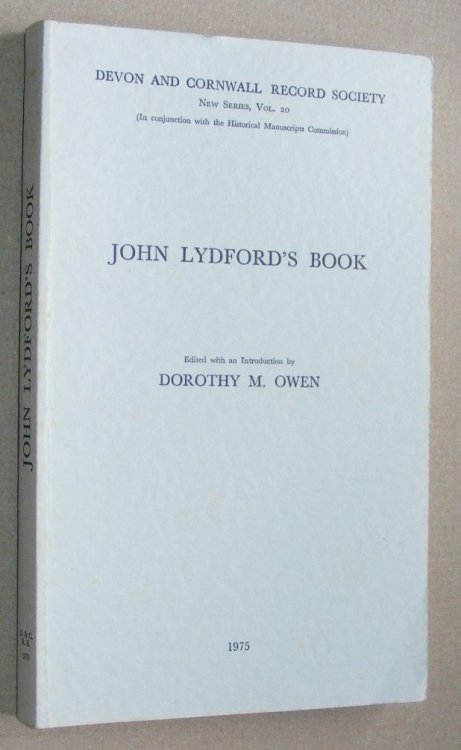 DEVON AND CORNWALL RECORD SOCIETY
New Series, Vol. 20
(In conjunction with the Historical Manuscripts Commission)
JOHN LYDFORD'S BOOK
Edited with an Introduction by
DOROTHY M. OWEN
1975
JOHN LYDFORD'S BOOK